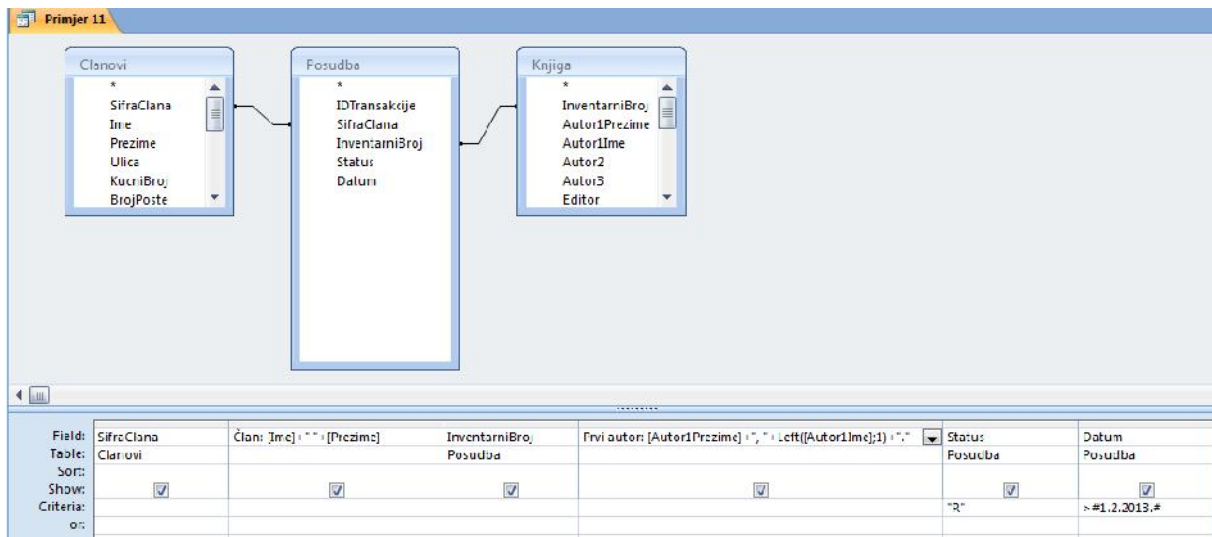 Primjer 11
Clanovi
*
SifraClana
Ime
Prezime
Ulica
KucniBroj
BrojPoste
Posudba
*
IDTransakcije
SifraClana
InventarniBroj
Status
Datum
Knjiga
*
InventarniBroj
Autor1Prezime
Autor1Ime
Autor2
Autor3
Editor
Field: SifraClana Član: [Ime]+" "+[Prezime] InventarniBroj Prvi autor: [Autor1Prezime]+", "+Left([Autor1Ime];1)+"." Status Datum
Table: Clanovi Posudba Posudba Posudba
Sort:
Show:
Criteria: "R" >#1.2.2013.#
or: